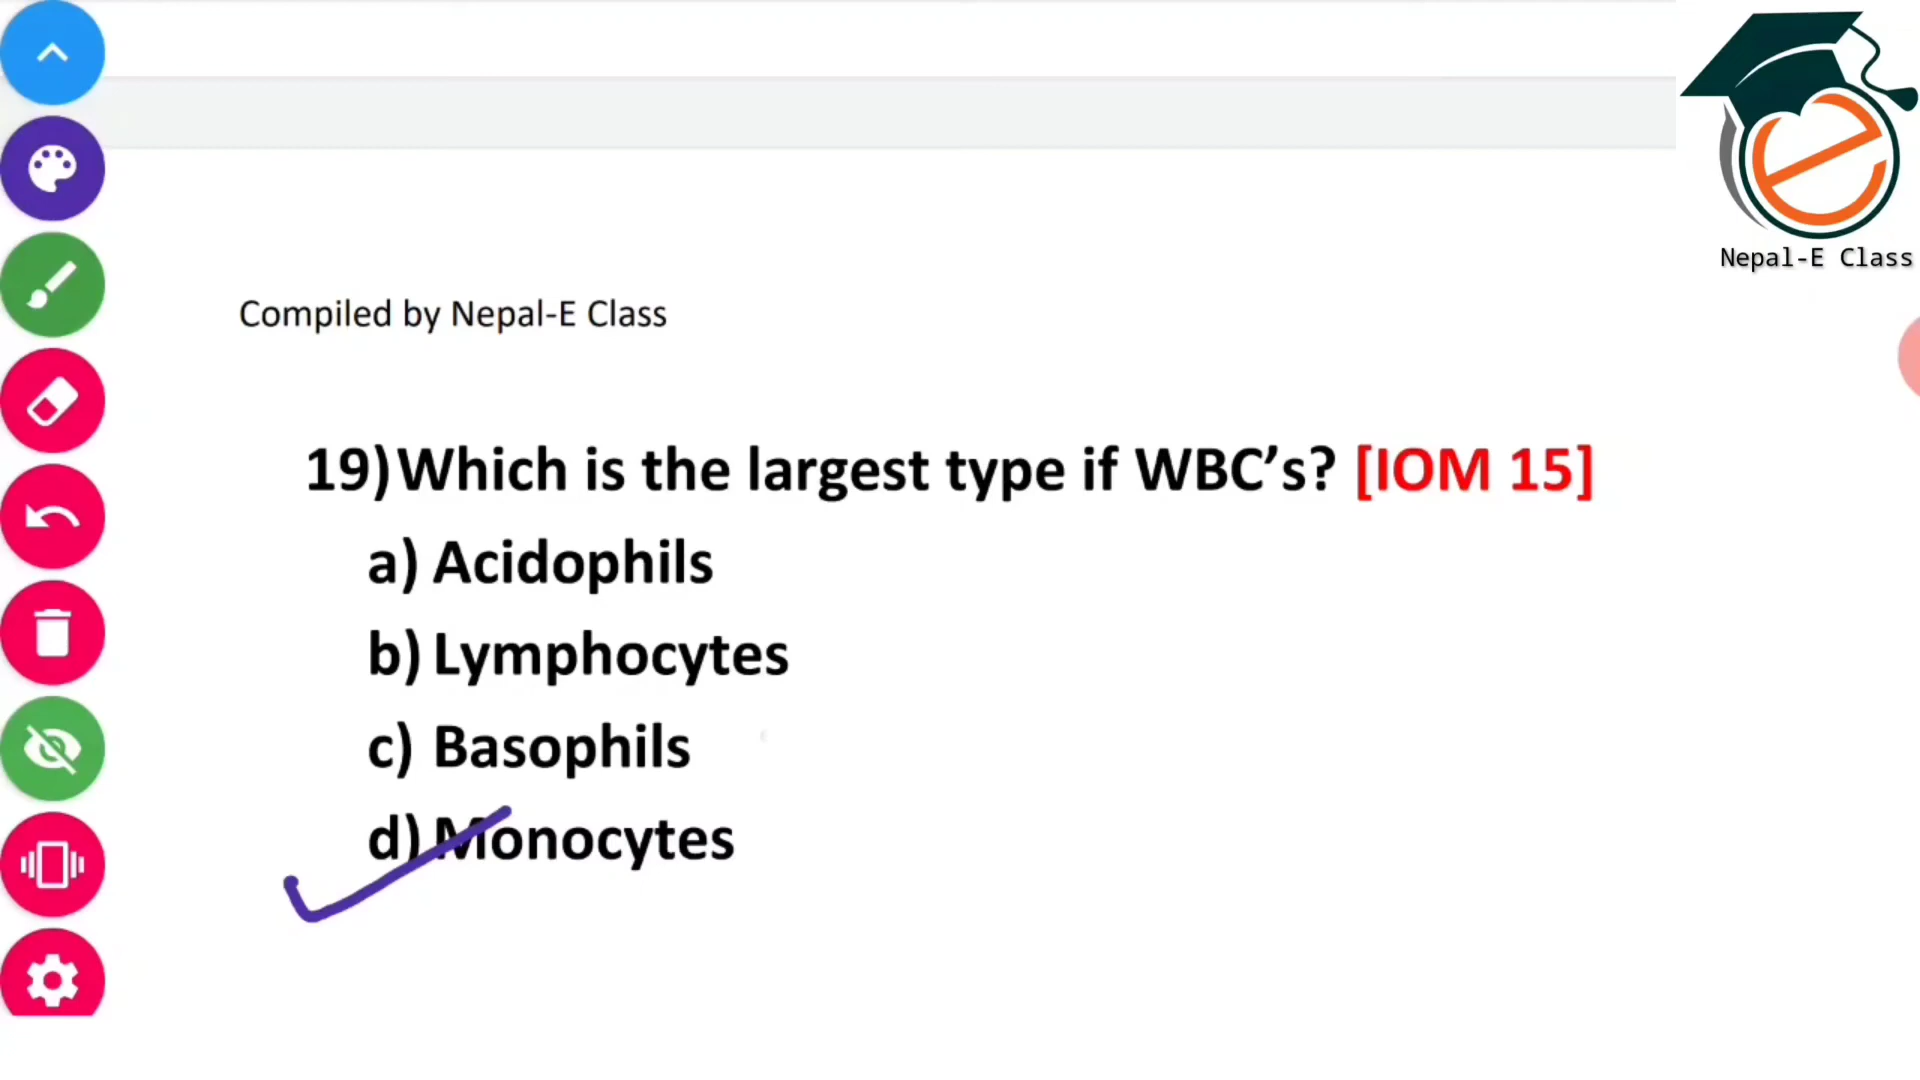 Nepal-E Class
Compiled by Nepal-E Class
19) Which is the largest type if WBC's? [IOM 15]
a) Acidophils
b) Lymphocytes
c) Basophils
d) Monocytes